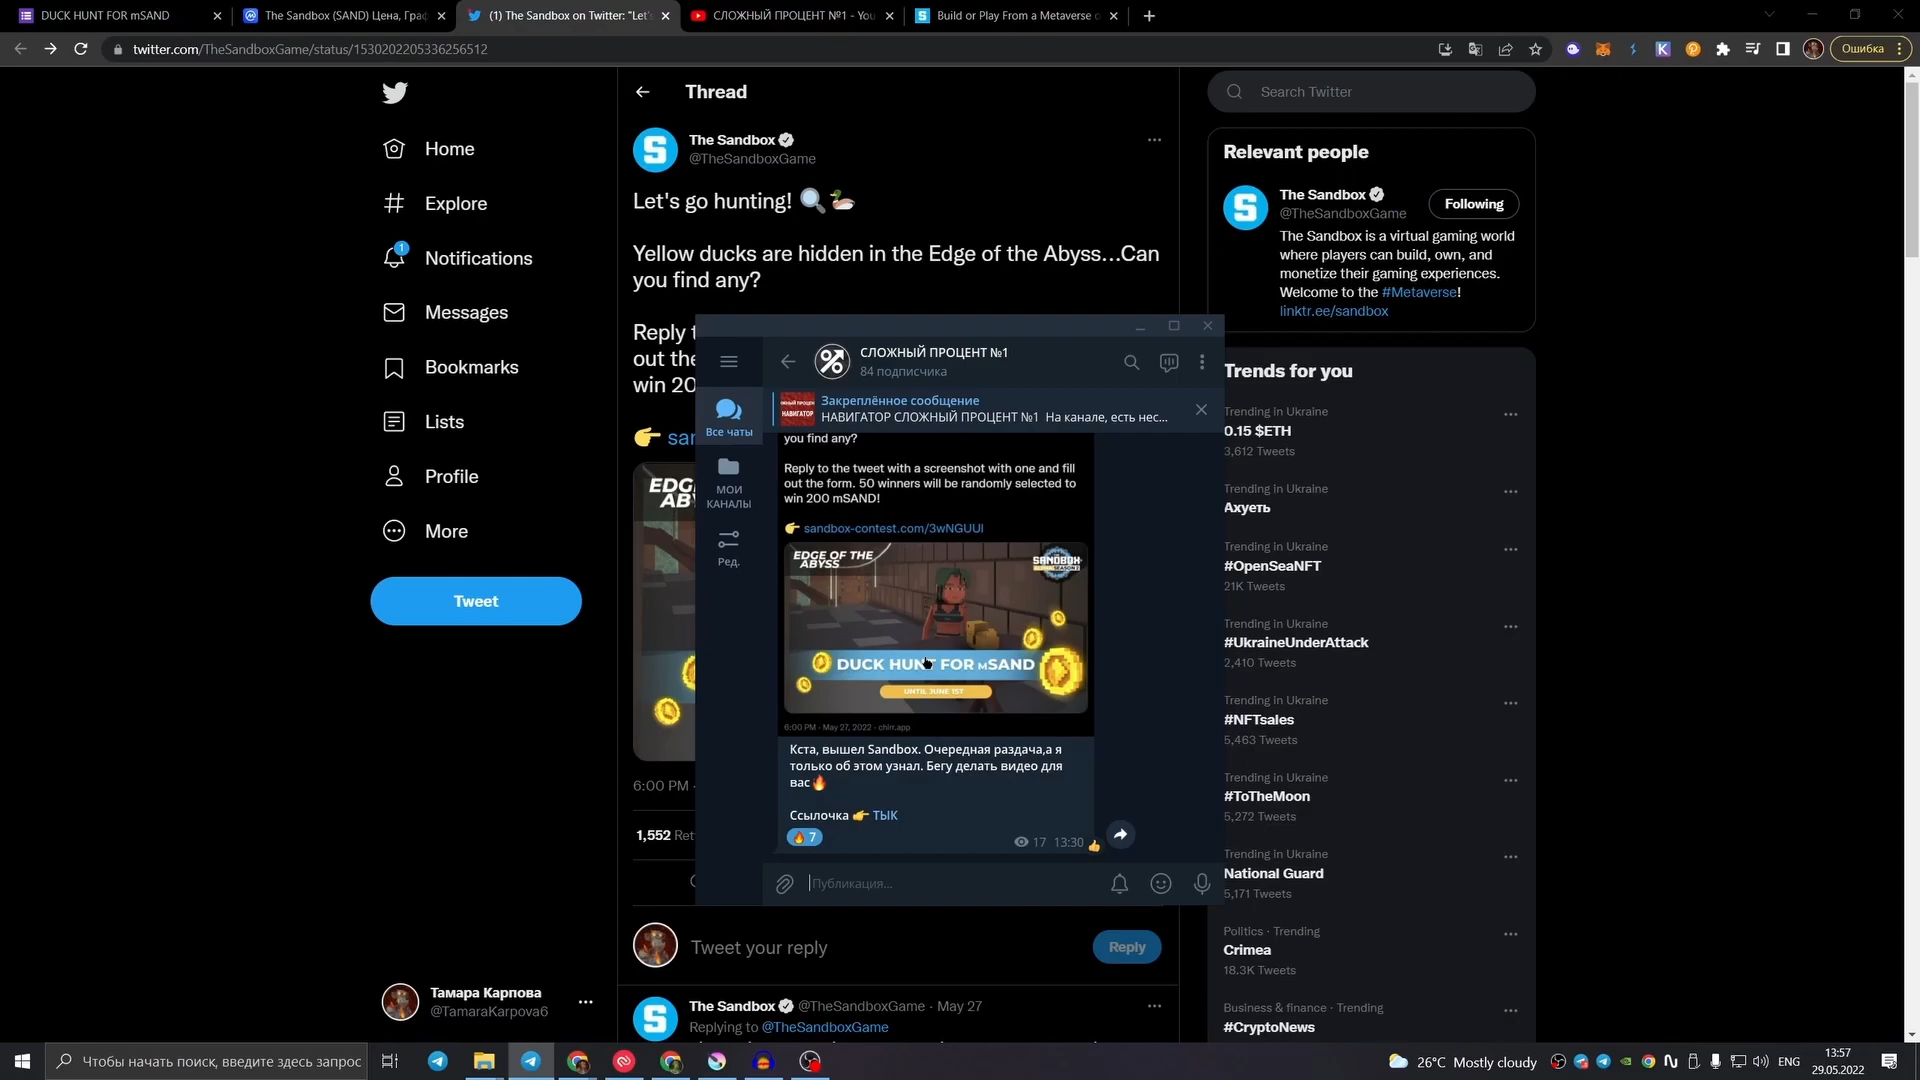 DUCK HUNT FOR mSAND
The Sandbox (SAND) Цена, Граф
(1) The Sandbox on Twitter: "Let's
СЛОЖНЫЙ ПРОЦЕНТ №1 - You
Build or Play From a Metaverse o
twitter.com/TheSandboxGame/status/1530202205336256512
Ошибка
Home
Explore
1
Notifications
Messages
Bookmarks
Lists
Profile
More
Tweet
Тамара Карпова
@TamaraKarpova6
Thread
The Sandbox
@TheSandboxGame
Let's go hunting! 🔍🦆
Yellow ducks are hidden in the Edge of the Abyss...Can
you find any?
Reply t
out the
win 20
👉 san
EDG
AB
6:00 PM ·
1,552 Ret
Tweet your reply
Reply
The Sandbox @TheSandboxGame · May 27
Replying to @TheSandboxGame
СЛОЖНЫЙ ПРОЦЕНТ №1
84 подписчика
Закреплённое сообщение
НАВИГАТОР СЛОЖНЫЙ ПРОЦЕНТ №1 На канале, есть нес...
НАВИГАТОР
Все чаты
МОИ
КАНАЛЫ
Ред.
you find any?
Reply to the tweet with a screenshot with one and fill
out the form. 50 winners will be randomly selected to
win 200 mSAND!
👉 sandbox-contest.com/3wNGUUl
EDGE OF THE
ABYSS
SANDBOX
DUCK HUNT FOR mSAND
UNTIL JUNE 1ST
6:00 PM · May 27, 2022 · chirr.app
Кста, вышел Sandbox. Очередная раздача,а я
только об этом узнал. Бегу делать видео для
вас🔥
Ссылочка 👉 ТЫК
🔥 7
17 13:30 👍
Публикация...
Search Twitter
Relevant people
The Sandbox
@TheSandboxGame
Following
The Sandbox is a virtual gaming world
where players can build, own, and
monetize their gaming experiences.
Welcome to the #Metaverse!
linktr.ee/sandbox
Trends for you
Trending in Ukraine
0.15 $ETH
3,612 Tweets
Trending in Ukraine
Ахуеть
Trending in Ukraine
#OpenSeaNFT
21K Tweets
Trending in Ukraine
#UkraineUnderAttack
2,410 Tweets
Trending in Ukraine
#NFTsales
5,463 Tweets
Trending in Ukraine
#ToTheMoon
5,272 Tweets
Trending in Ukraine
National Guard
5,171 Tweets
Politics · Trending
Crimea
18.3K Tweets
Business & finance · Trending
#CryptoNews
Чтобы начать поиск, введите здесь запрос
26°C Mostly cloudy
ENG
13:57
29.05.2022